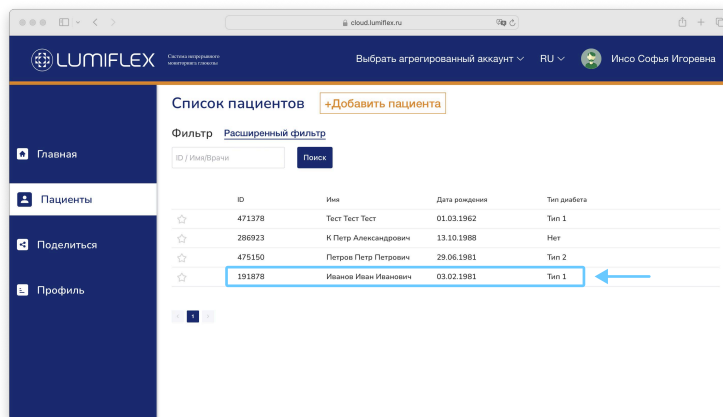 cloud.lumiflex.ru
LUMIFLEX
Система непрерывного
мониторинга глюкозы
Выбрать агрегированный аккаунт
RU
Инсо Софья Игоревна
Список пациентов
+Добавить пациента
Фильтр
Расширенный фильтр
ID / Имя/Врачи
Поиск
Главная
Пациенты
Поделиться
Профиль
ID Имя Дата рождения Тип диабета
471378 Тест Тест Тест 01.03.1962 Тип 1
286923 К Петр Александрович 13.10.1988 Нет
475150 Петров Петр Петрович 29.06.1981 Тип 2
191878 Иванов Иван Иванович 03.02.1981 Тип 1
1